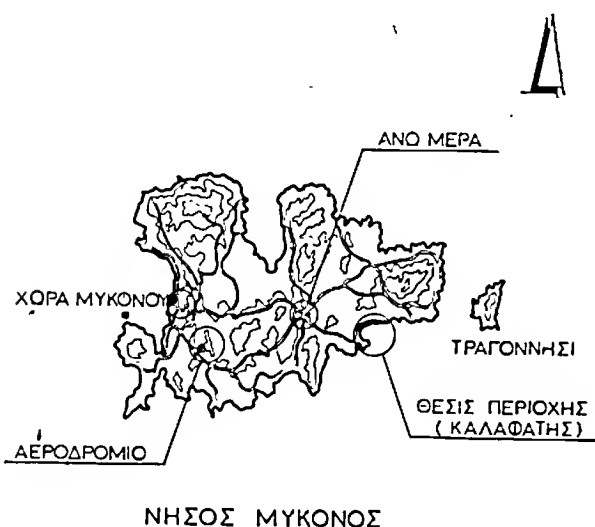 ΑΝΩ ΜΕΡΑ
ΧΩΡΑ ΜΥΚΟΝΟΥ
ΤΡΑΓΟΝΝΗΣΙ
ΘΕΣΙΣ ΠΕΡΙΟΧΗΣ
(ΚΑΛΑΦΑΤΗΣ)
ΑΕΡΟΔΡΟΜΙΟ
ΝΗΣΟΣ ΜΥΚΟΝΟΣ